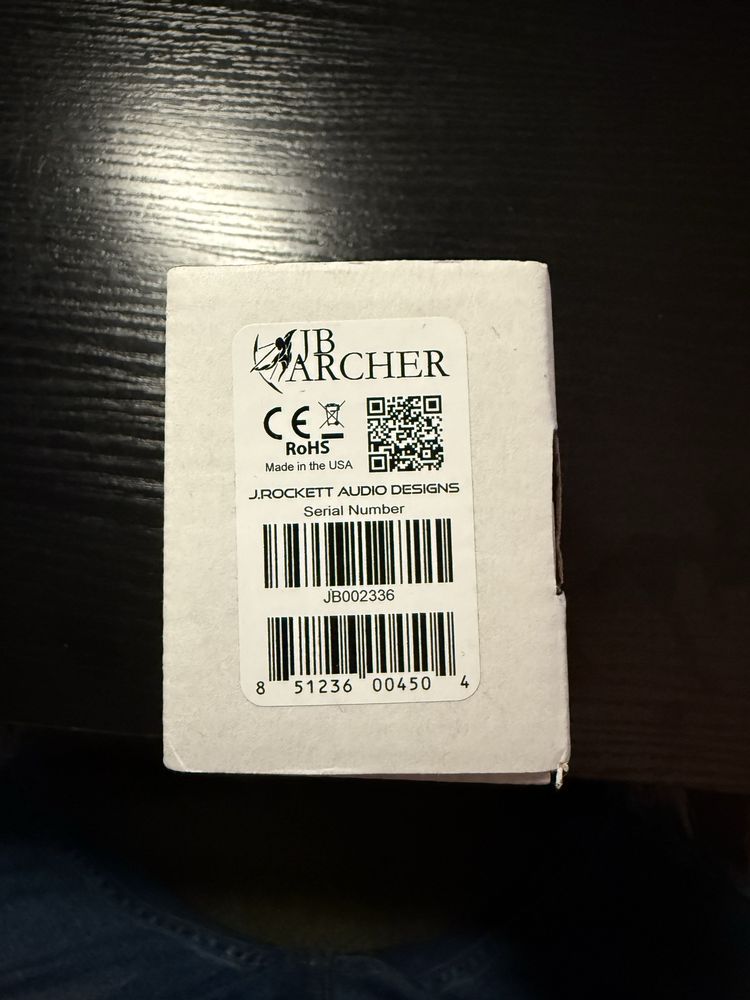 JB
ARCHER
CE
RoHS
Made in the USA
J.ROCKETT AUDIO DESIGNS
Serial Number
JB002336
8 51236 00450 4